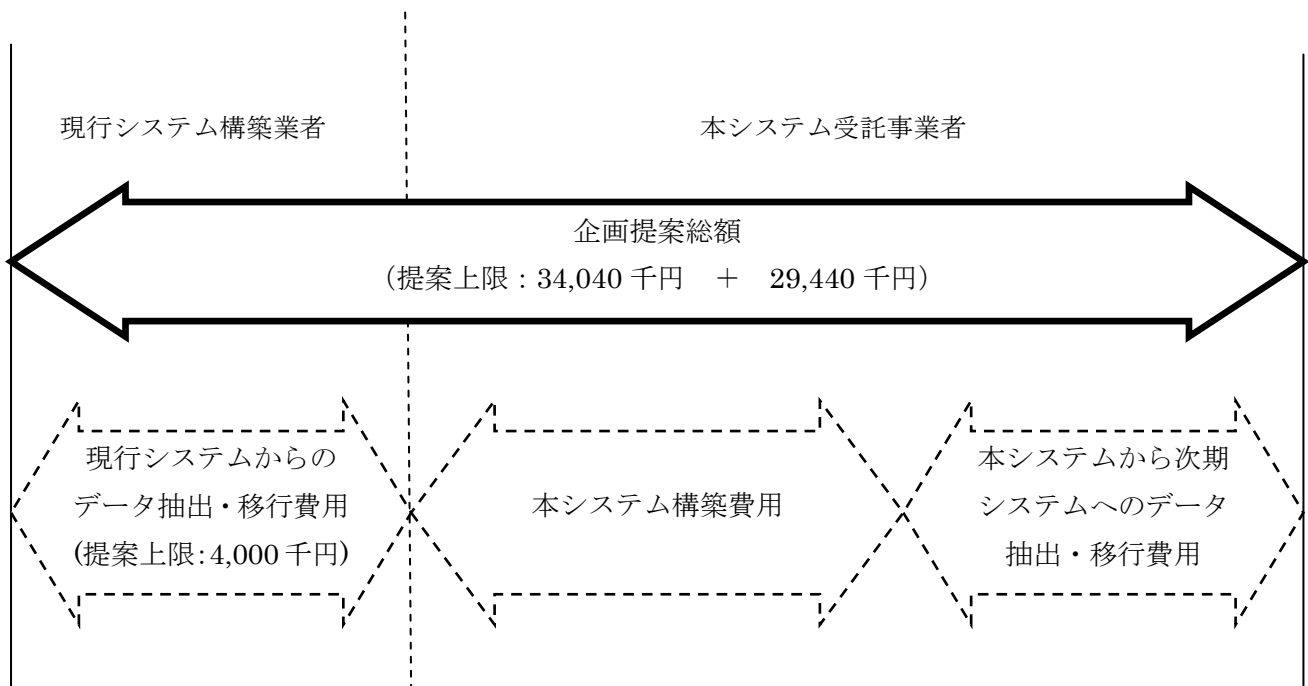 現行システム構築業者
本システム受託事業者
企画提案総額
（提案上限：34,040 千円　＋　29,440 千円）
現行システムからの
データ抽出・移行費用
(提案上限：4,000 千円)
本システム構築費用
本システムから次期
システムへのデータ
抽出・移行費用